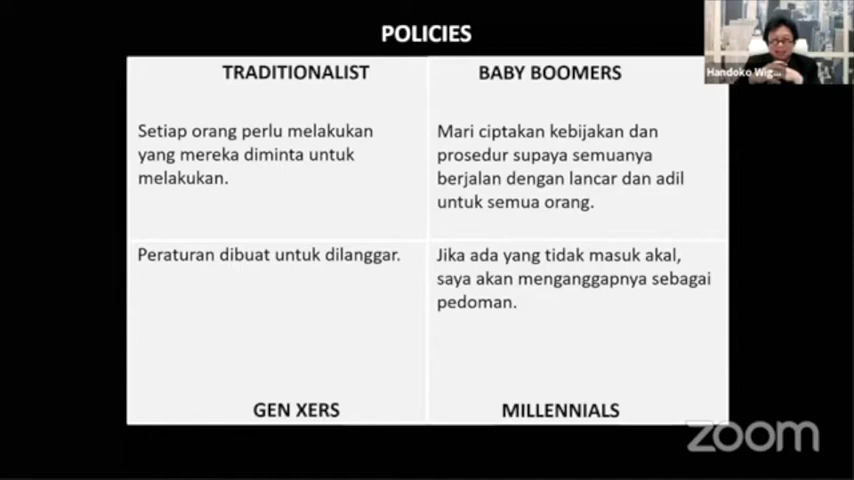 POLICIES
Handoko Wig...
TRADITIONALIST
Setiap orang perlu melakukan
yang mereka diminta untuk
melakukan.
BABY BOOMERS
Mari ciptakan kebijakan dan
prosedur supaya semuanya
berjalan dengan lancar dan adil
untuk semua orang.
Peraturan dibuat untuk dilanggar.
GEN XERS
Jika ada yang tidak masuk akal,
saya akan menganggapnya sebagai
pedoman.
MILLENNIALS
zoom